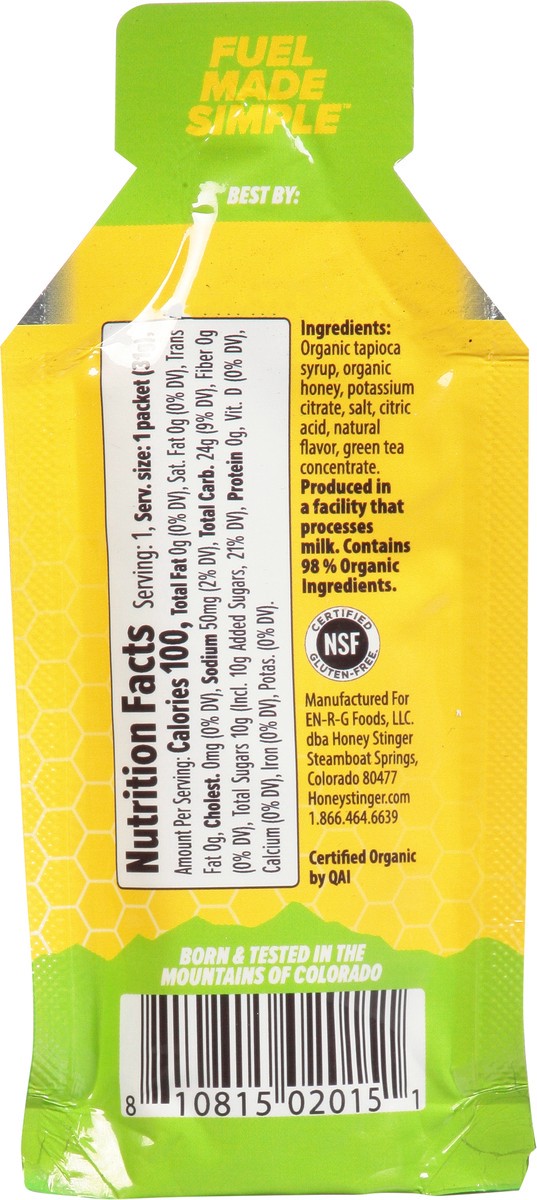 FUEL
MADE
SIMPLE™
BEST BY:
Nutrition Facts Serving: 1, Serv. size: 1 packet
Amount Per Serving: Calories 100, Total Fat 0g (0% DV), Sat. Fat 0g (0% DV), Trans
Fat 0g, Cholest. 0mg (0% DV), Sodium 50mg (2% DV), Total Carb. 24g (9% DV), Fiber 0g
(0% DV), Total Sugars 10g (Incl. 10g Added Sugars, 21% DV), Protein 0g, Vit. D (0% DV),
Calcium (0% DV), Iron (0% DV), Potas. (0% DV).
Ingredients:
Organic tapioca
syrup, organic
honey, potassium
citrate, salt, citric
acid, natural
flavor, green tea
concentrate.
Produced in
a facility that
processes
milk. Contains
98 % Organic
Ingredients.
CERTIFIED
NSF
GLUTEN-FREE
Manufactured For
EN-R-G Foods, LLC.
dba Honey Stinger
Steamboat Springs,
Colorado 80477
Honeystinger.com
1.866.464.6639
Certified Organic
by QAI
BORN & TESTED IN THE
MOUNTAINS OF COLORADO
8 10815 02015 1